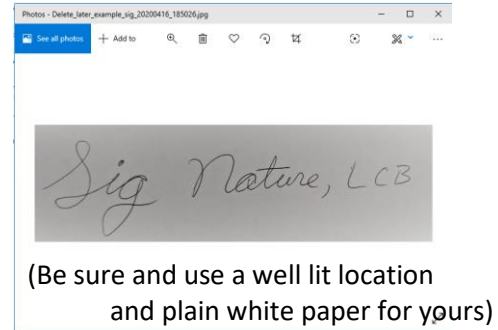 Photos - Delete_later_example_sig_20200416_185026.jpg
See all photos + Add to
Sig Nature, LCB
(Be sure and use a well lit location
and plain white paper for yours)